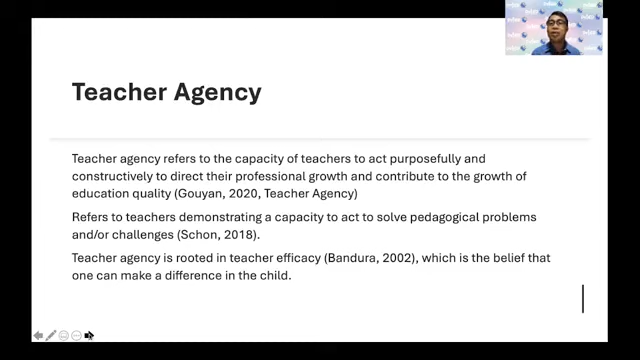 Teacher Agency
Teacher agency refers to the capacity of teachers to act purposefully and
constructively to direct their professional growth and contribute to the growth of
education quality (Gouyan, 2020, Teacher Agency)
Refers to teachers demonstrating a capacity to act to solve pedagogical problems
and/or challenges (Schon, 2018).
Teacher agency is rooted in teacher efficacy (Bandura, 2002), which is the belief that
one can make a difference in the child.